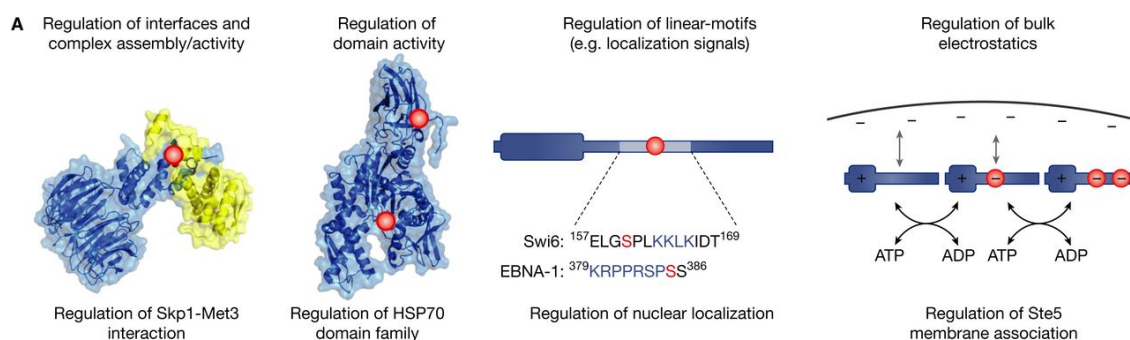 A
Regulation of interfaces and
complex assembly/activity
Regulation of
domain activity
Regulation of linear-motifs
(e.g. localization signals)
Regulation of bulk
electrostatics
− − − − − −
+ + − + − −
Swi6: 157ELGSPLKKLKIDT169
EBNA-1: 379KRPPRSPSS386
ATP ADP ATP ADP
Regulation of Skp1-Met3
interaction
Regulation of HSP70
domain family
Regulation of nuclear localization
Regulation of Ste5
membrane association